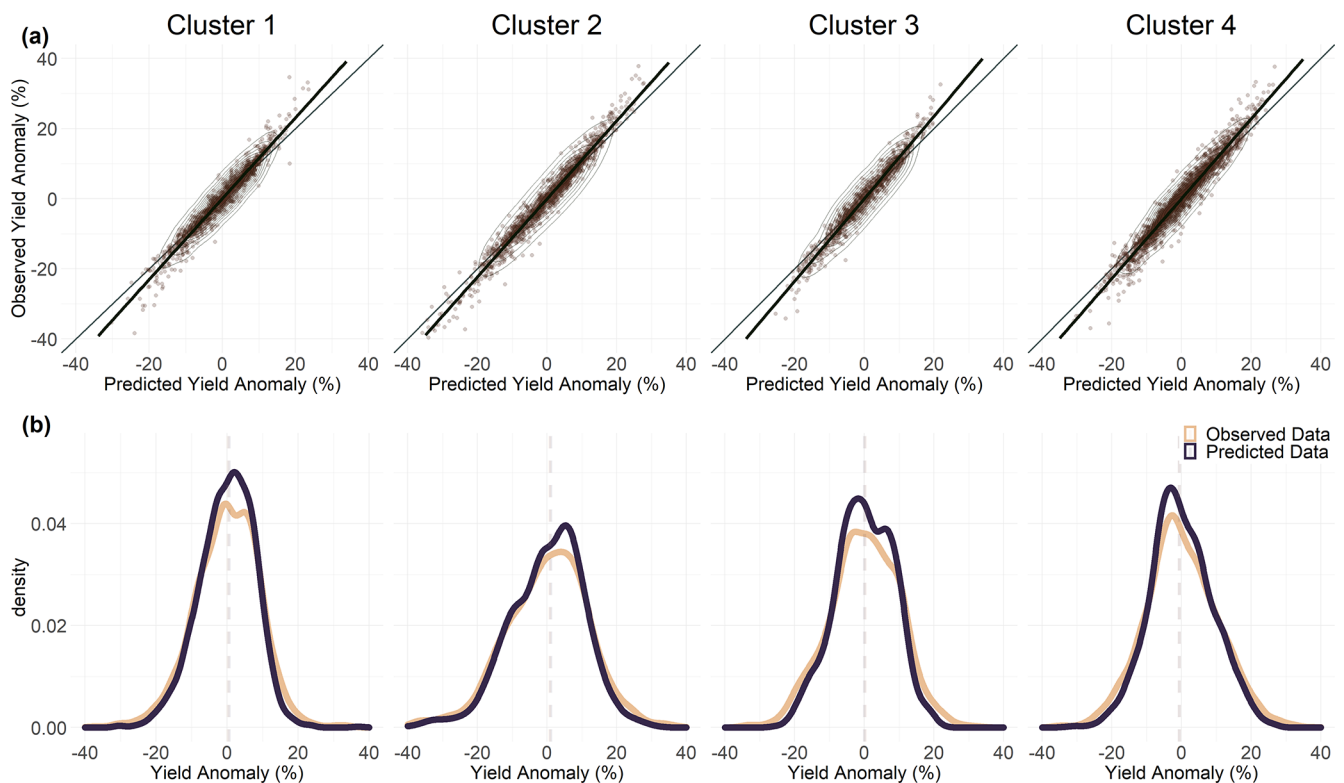 (a)
Cluster 1
Cluster 2
Cluster 3
Cluster 4
Observed Yield Anomaly (%)
40
20
0
-20
-40
-40 -20 0 20 40
-40 -20 0 20 40
-40 -20 0 20 40
-40 -20 0 20 40
Predicted Yield Anomaly (%)
Predicted Yield Anomaly (%)
Predicted Yield Anomaly (%)
Predicted Yield Anomaly (%)
(b)
Observed Data
Predicted Data
density
0.04
0.02
0.00
-40 -20 0 20 40
-40 -20 0 20 40
-40 -20 0 20 40
-40 -20 0 20 40
Yield Anomaly (%)
Yield Anomaly (%)
Yield Anomaly (%)
Yield Anomaly (%)